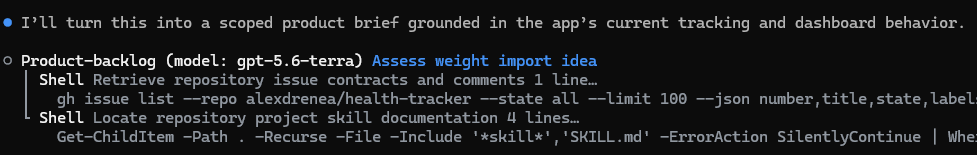 ● I’ll turn this into a scoped product brief grounded in the app’s current tracking and dashboard behavior.
○ Product-backlog (model: gpt-5.6-terra) Assess weight import idea
Shell Retrieve repository issue contracts and comments 1 line…
gh issue list --repo alexdrenea/health-tracker --state all --limit 100 --json number,title,state,labels
Shell Locate repository project skill documentation 4 lines…
Get-ChildItem -Path . -Recurse -File -Include '*skill*','SKILL.md' -ErrorAction SilentlyContinue | Whe